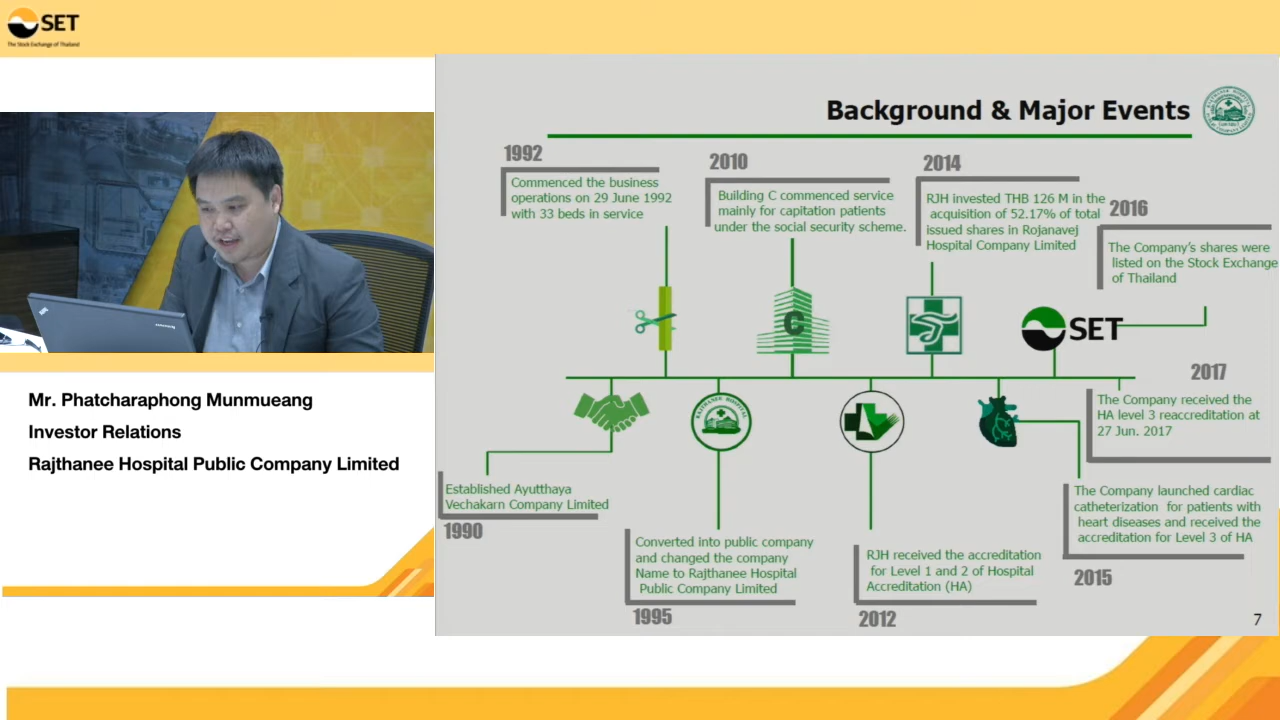 SET
The Stock Exchange of Thailand
Mr. Phatcharaphong Munmueang
Investor Relations
Rajthanee Hospital Public Company Limited
Background & Major Events
1992
Commenced the business
operations on 29 June 1992
with 33 beds in service
2010
Building C commenced service
mainly for capitation patients
under the social security scheme.
2014
RJH invested THB 126 M in the
acquisition of 52.17% of total
issued shares in Rojanavej
Hospital Company Limited
2016
The Company's shares were
listed on the Stock Exchange
of Thailand
C
SET
2017
The Company received the
HA level 3 reaccreditation at
27 Jun. 2017
Established Ayutthaya
Vechakarn Company Limited
1990
Converted into public company
and changed the company
Name to Rajthanee Hospital
Public Company Limited
1995
RJH received the accreditation
for Level 1 and 2 of Hospital
Accreditation (HA)
2012
The Company launched cardiac
catheterization for patients with
heart diseases and received the
accreditation for Level 3 of HA
2015
7